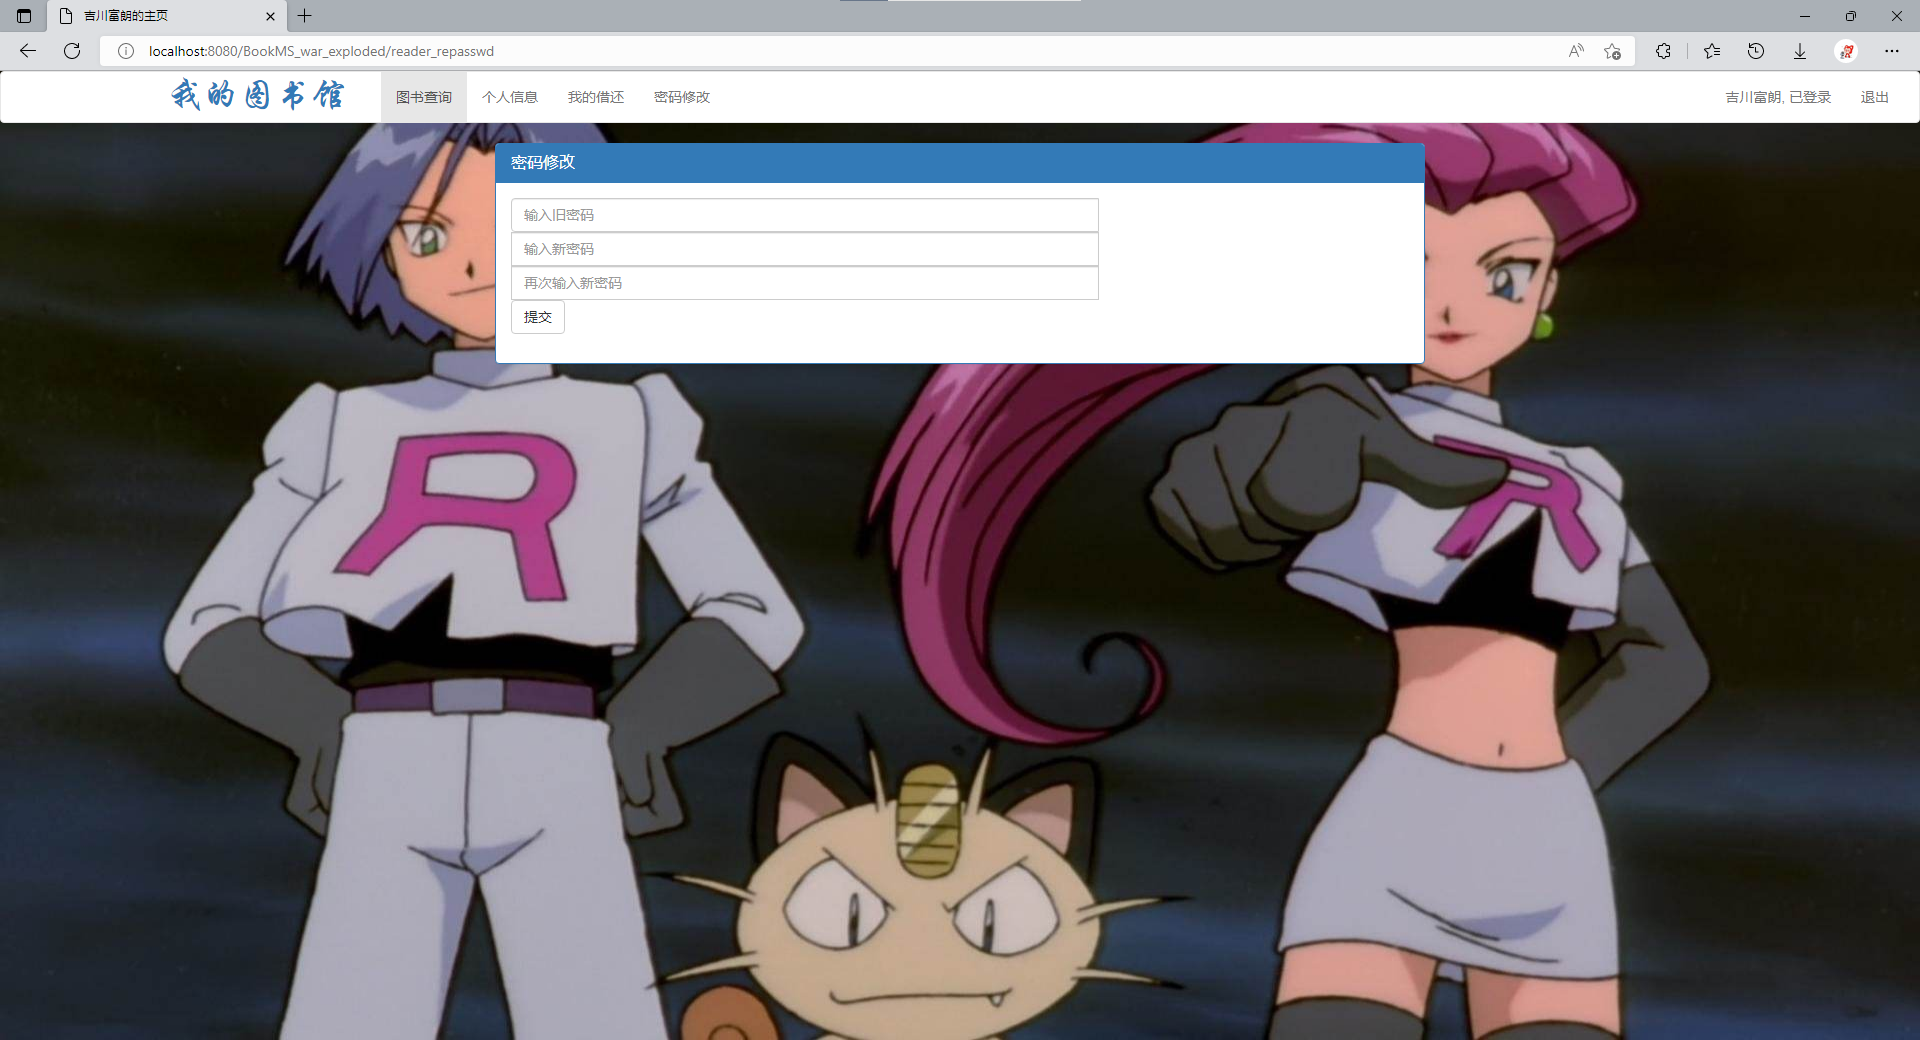 吉川富朗的主页
localhost:8080/BookMS_war_exploded/reader_repasswd
我的图书馆 图书查询 个人信息 我的借还 密码修改 吉川富朗, 已登录 退出
密码修改
输入旧密码
输入新密码
再次输入新密码
提交
R R